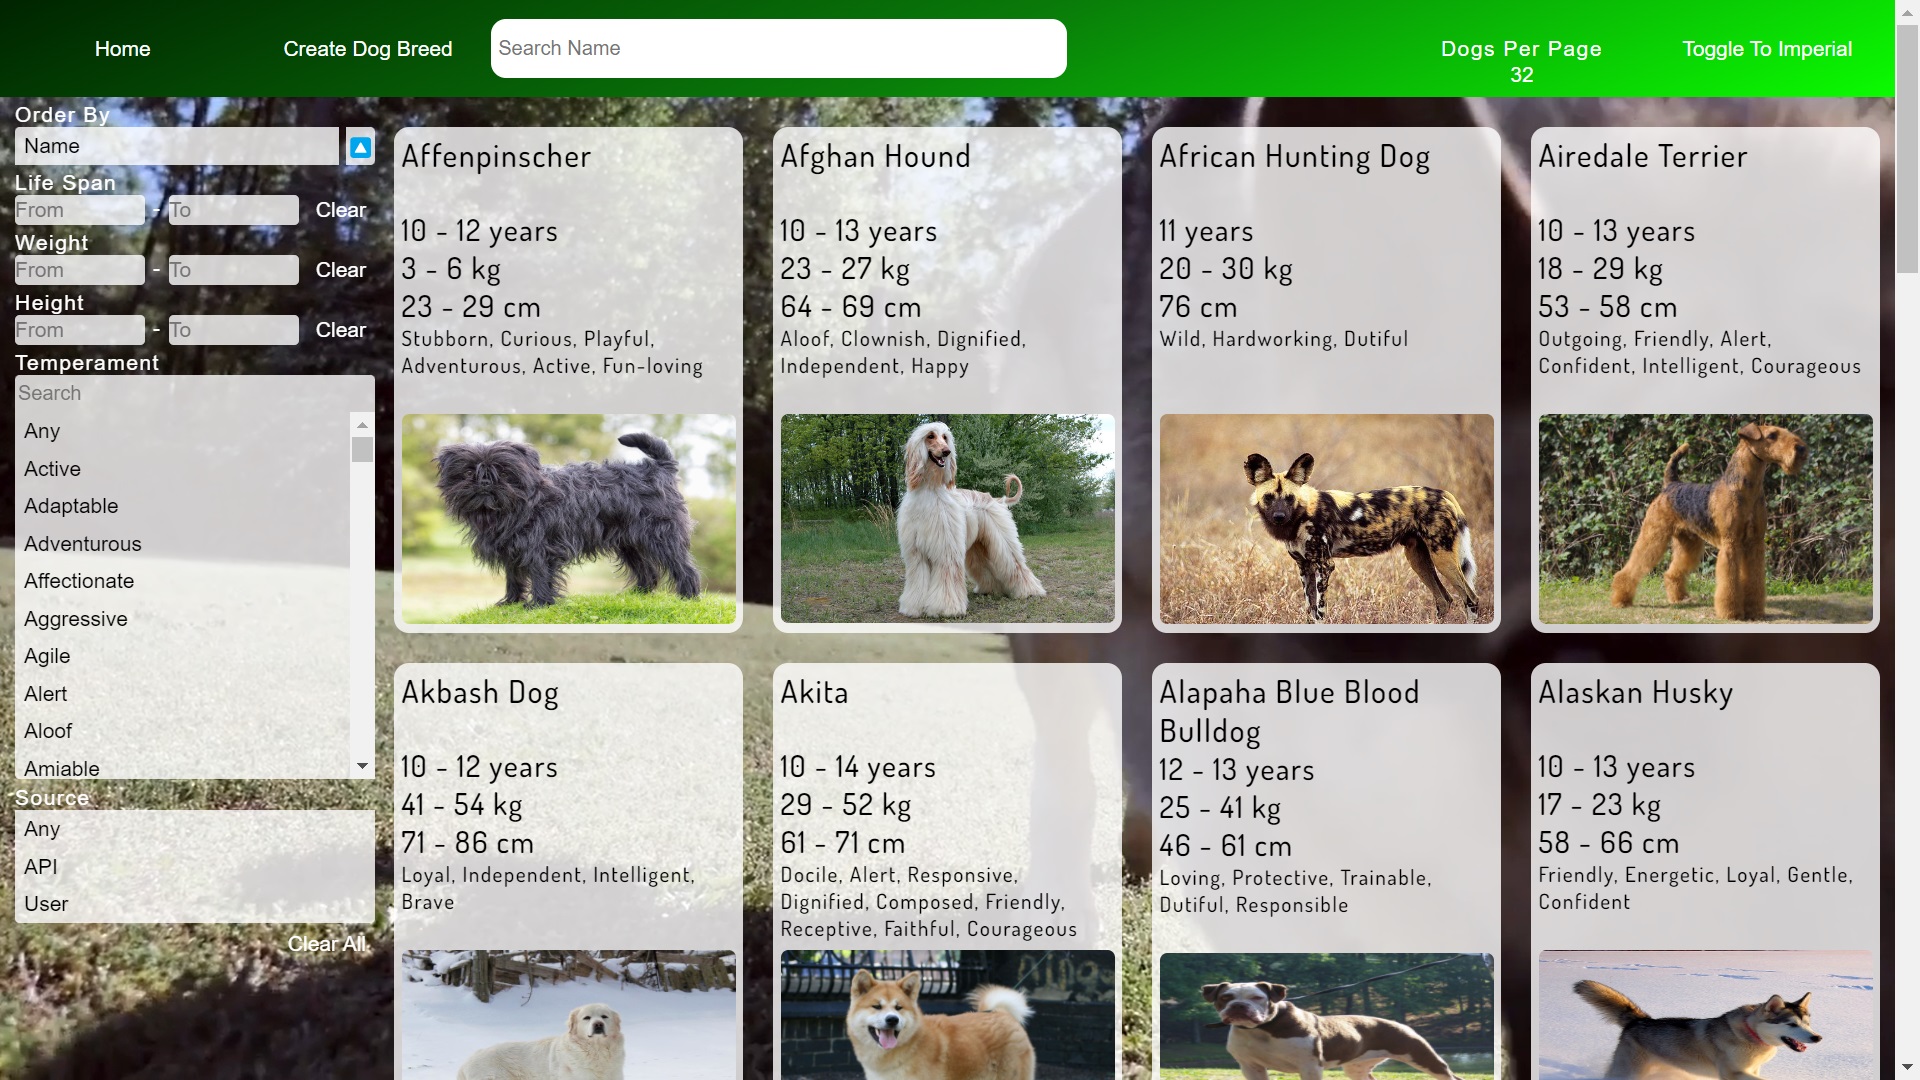 Home
Create Dog Breed
Search Name
Dogs Per Page
32
Toggle To Imperial
Order By
Name
Life Span
From - To Clear
Weight
From - To Clear
Height
From - To Clear
Temperament
Search
Any
Active
Adaptable
Adventurous
Affectionate
Aggressive
Agile
Alert
Aloof
Amiable
Source
Any
API
User
Clear All
Affenpinscher
10 - 12 years
3 - 6 kg
23 - 29 cm
Stubborn, Curious, Playful,
Adventurous, Active, Fun-loving
Afghan Hound
10 - 13 years
23 - 27 kg
64 - 69 cm
Aloof, Clownish, Dignified,
Independent, Happy
African Hunting Dog
11 years
20 - 30 kg
76 cm
Wild, Hardworking, Dutiful
Airedale Terrier
10 - 13 years
18 - 29 kg
53 - 58 cm
Outgoing, Friendly, Alert,
Confident, Intelligent, Courageous
Akbash Dog
10 - 12 years
41 - 54 kg
71 - 86 cm
Loyal, Independent, Intelligent,
Brave
Akita
10 - 14 years
29 - 52 kg
61 - 71 cm
Docile, Alert, Responsive,
Dignified, Composed, Friendly,
Receptive, Faithful, Courageous
Alapaha Blue Blood
Bulldog
12 - 13 years
25 - 41 kg
46 - 61 cm
Loving, Protective, Trainable,
Dutiful, Responsible
Alaskan Husky
10 - 13 years
17 - 23 kg
58 - 66 cm
Friendly, Energetic, Loyal, Gentle,
Confident